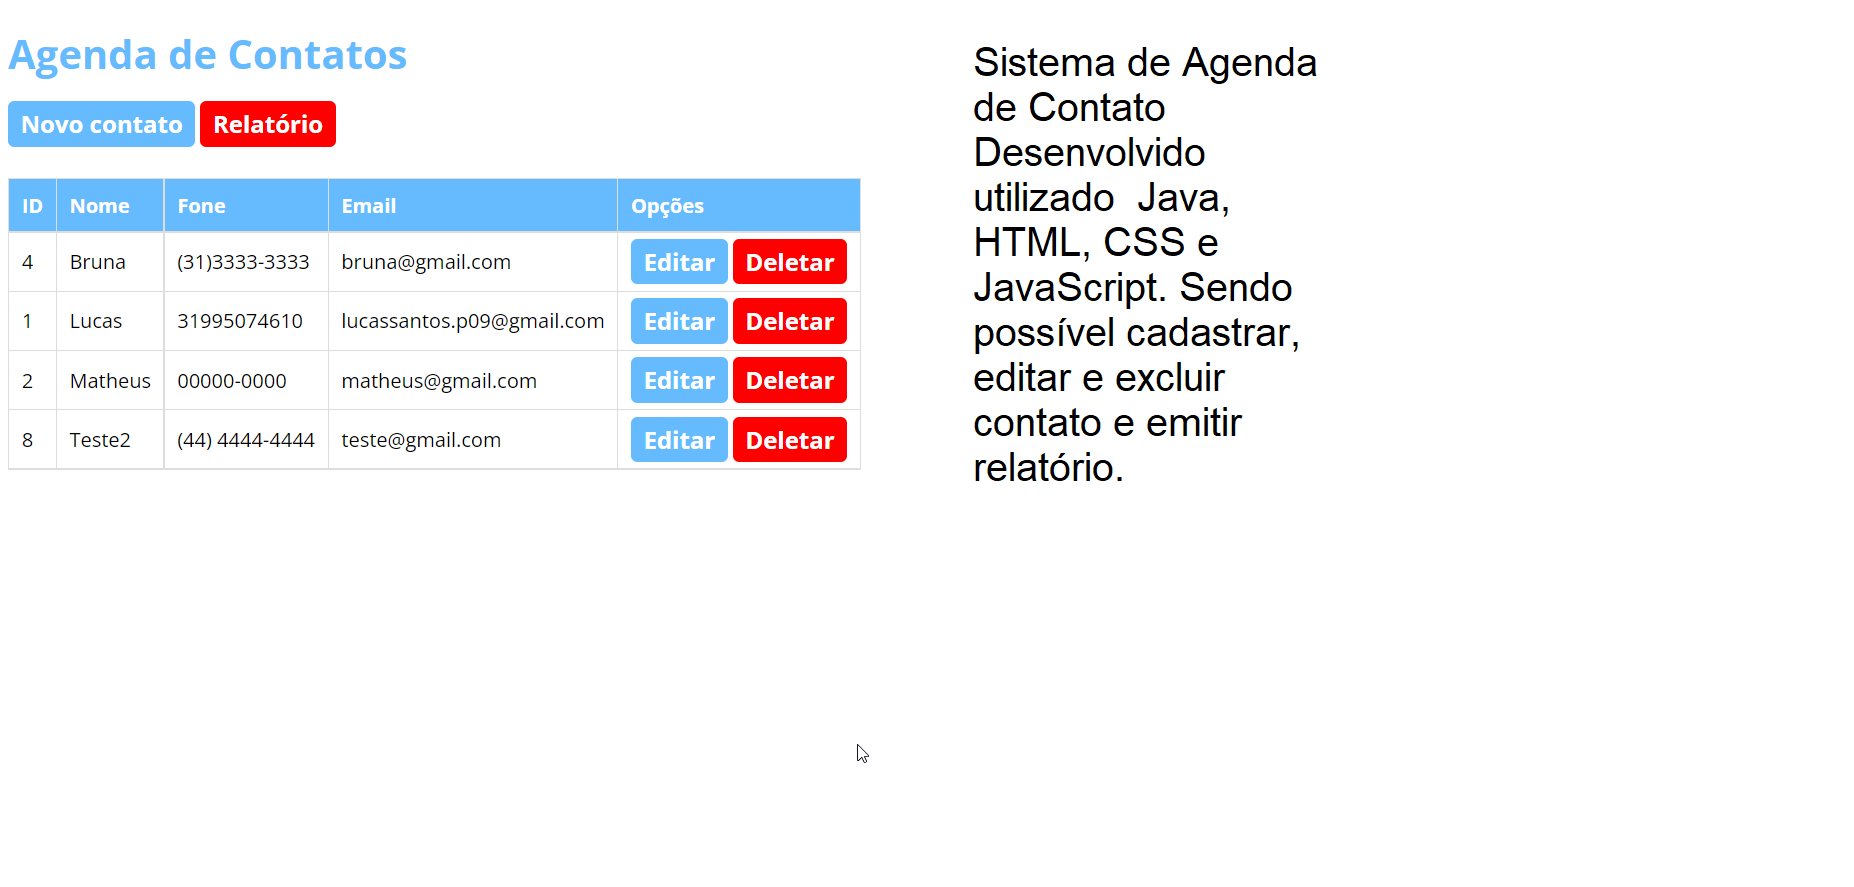 Agenda de Contatos
Novo contato Relatório
ID Nome Fone Email Opções
4 Bruna (31)3333-3333 bruna@gmail.com Editar Deletar
1 Lucas 31995074610 lucassantos.p09@gmail.com Editar Deletar
2 Matheus 00000-0000 matheus@gmail.com Editar Deletar
8 Teste2 (44) 4444-4444 teste@gmail.com Editar Deletar
Sistema de Agenda
de Contato
Desenvolvido
utilizado  Java,
HTML, CSS e
JavaScript. Sendo
possível cadastrar,
editar e excluir
contato e emitir
relatório.